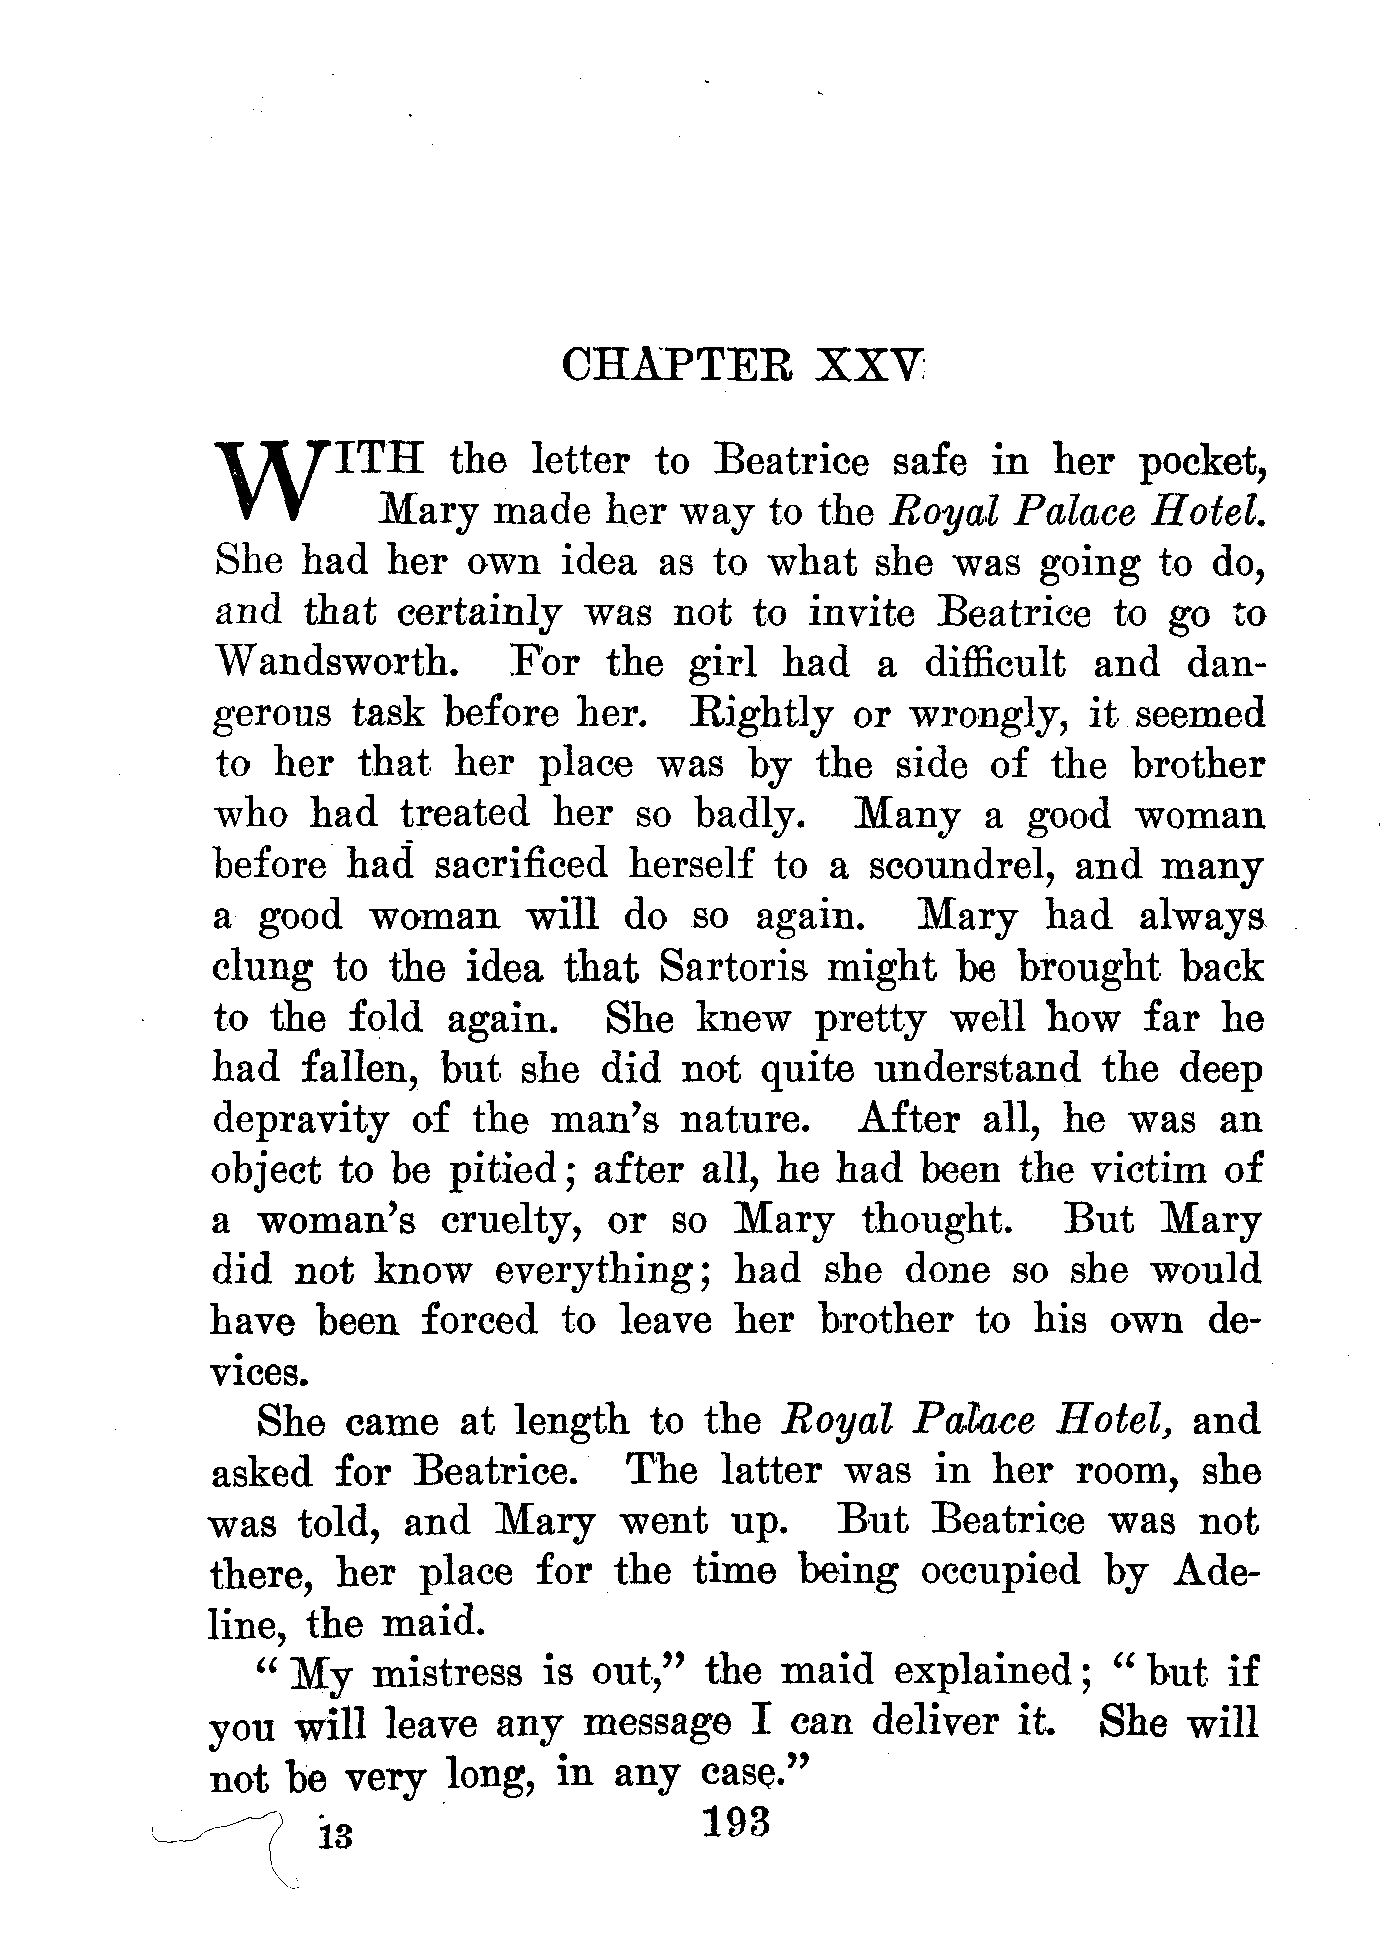 CHAPTER XXV
WITH the letter to Beatrice safe in her pocket,
Mary made her way to the Royal Palace Hotel.
She had her own idea as to what she was going to do,
and that certainly was not to invite Beatrice to go to
Wandsworth. For the girl had a difficult and dan-
gerous task before her. Rightly or wrongly, it seemed
to her that her place was by the side of the brother
who had treated her so badly. Many a good woman
before had sacrificed herself to a scoundrel, and many
a good woman will do so again. Mary had always
clung to the idea that Sartoris might be brought back
to the fold again. She knew pretty well how far he
had fallen, but she did not quite understand the deep
depravity of the man's nature. After all, he was an
object to be pitied; after all, he had been the victim of
a woman's cruelty, or so Mary thought. But Mary
did not know everything; had she done so she would
have been forced to leave her brother to his own de-
vices.
She came at length to the Royal Palace Hotel, and
asked for Beatrice. The latter was in her room, she
was told, and Mary went up. But Beatrice was not
there, her place for the time being occupied by Ade-
line, the maid.
"My mistress is out," the maid explained; "but if
you will leave any message I can deliver it. She will
not be very long, in any case."
13 193